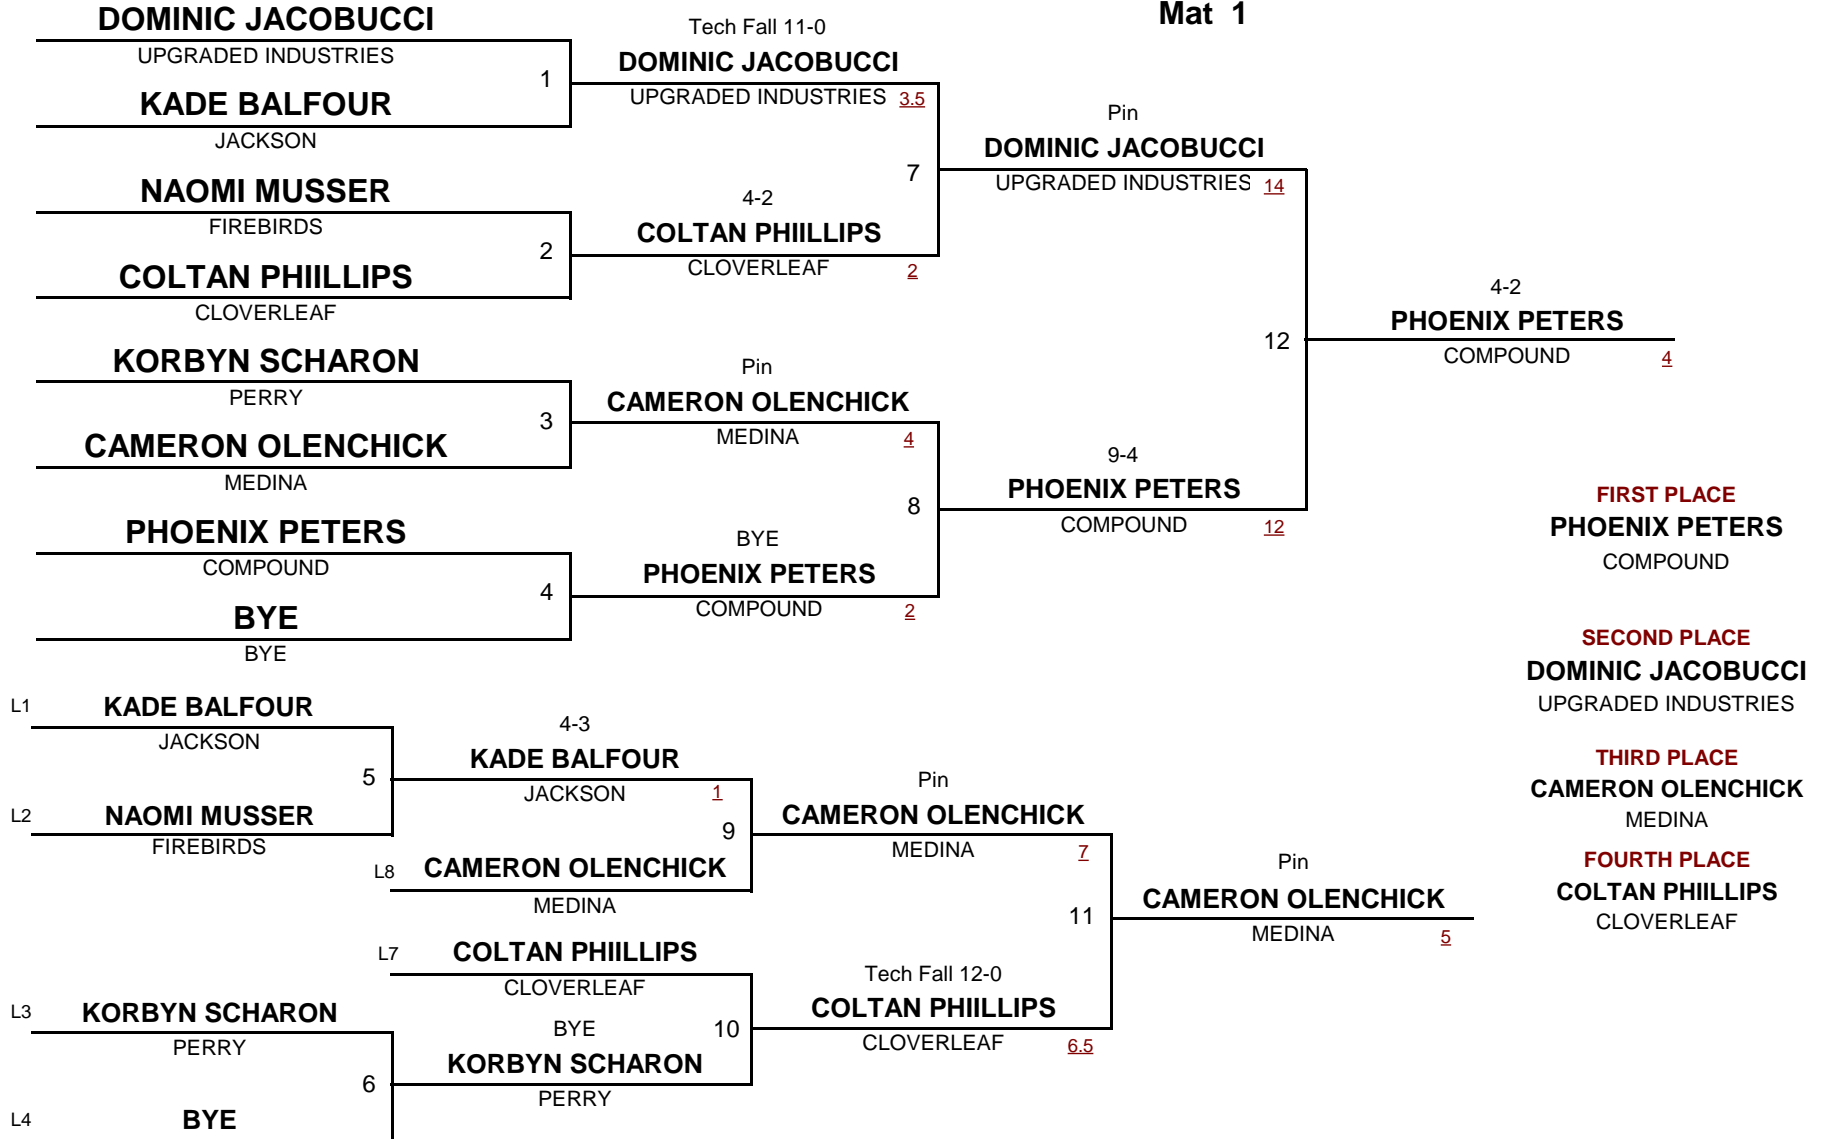 Mat 1
DOMINIC JACOBUCCI
UPGRADED INDUSTRIES
1
KADE BALFOUR
JACKSON
NAOMI MUSSER
FIREBIRDS
2
COLTAN PHIILLIPS
CLOVERLEAF
KORBYN SCHARON
PERRY
3
CAMERON OLENCHICK
MEDINA
PHOENIX PETERS
COMPOUND
4
BYE
BYE
Tech Fall 11-0
DOMINIC JACOBUCCI
UPGRADED INDUSTRIES 3.5
7
4-2
COLTAN PHIILLIPS
CLOVERLEAF 2
Pin
CAMERON OLENCHICK
MEDINA 4
8
BYE
PHOENIX PETERS
COMPOUND 2
Pin
DOMINIC JACOBUCCI
UPGRADED INDUSTRIES 14
12
9-4
PHOENIX PETERS
COMPOUND 12
4-2
PHOENIX PETERS
COMPOUND 4
FIRST PLACE
PHOENIX PETERS
COMPOUND
SECOND PLACE
DOMINIC JACOBUCCI
UPGRADED INDUSTRIES
THIRD PLACE
CAMERON OLENCHICK
MEDINA
FOURTH PLACE
COLTAN PHIILLIPS
CLOVERLEAF
L1 KADE BALFOUR
JACKSON
5
L2 NAOMI MUSSER
FIREBIRDS
4-3
KADE BALFOUR
JACKSON 1
9
L8 CAMERON OLENCHICK
MEDINA
L7 COLTAN PHIILLIPS
CLOVERLEAF
10
BYE
KORBYN SCHARON
PERRY
L3 KORBYN SCHARON
PERRY
6
L4 BYE
Pin
CAMERON OLENCHICK
MEDINA 7
11
Tech Fall 12-0
COLTAN PHIILLIPS
CLOVERLEAF 6.5
Pin
CAMERON OLENCHICK
MEDINA 5